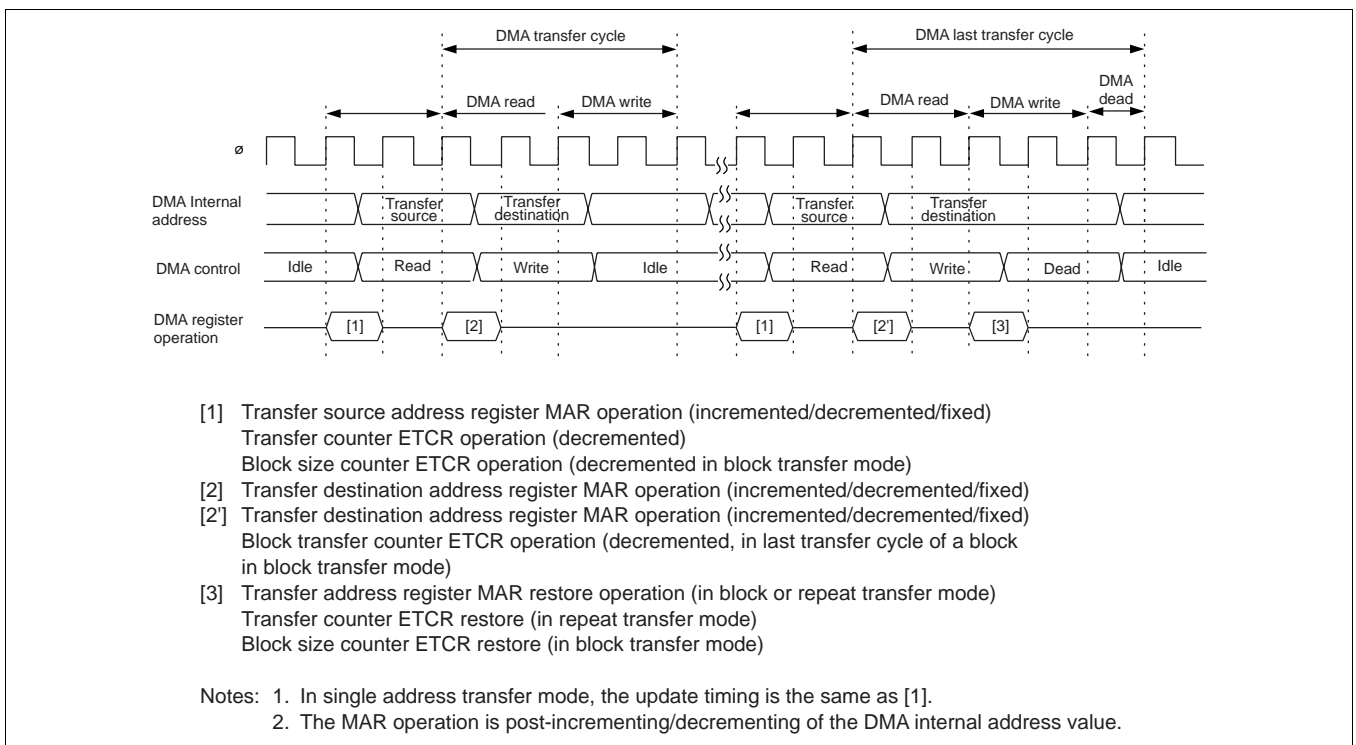 DMA transfer cycle
DMA last transfer cycle
DMA read
DMA write
DMA read
DMA write
DMA
dead
ø
DMA Internal
address
Transfer
source
Transfer
destination
Transfer
source
Transfer
destination
DMA control
Idle
Read
Write
Idle
Read
Write
Dead
Idle
DMA register
operation
[1]
[2]
[1]
[2']
[3]
[1] Transfer source address register MAR operation (incremented/decremented/fixed)
Transfer counter ETCR operation (decremented)
Block size counter ETCR operation (decremented in block transfer mode)
[2] Transfer destination address register MAR operation (incremented/decremented/fixed)
[2'] Transfer destination address register MAR operation (incremented/decremented/fixed)
Block transfer counter ETCR operation (decremented, in last transfer cycle of a block
in block transfer mode)
[3] Transfer address register MAR restore operation (in block or repeat transfer mode)
Transfer counter ETCR restore (in repeat transfer mode)
Block size counter ETCR restore (in block transfer mode)
Notes: 1. In single address transfer mode, the update timing is the same as [1].
2. The MAR operation is post-incrementing/decrementing of the DMA internal address value.